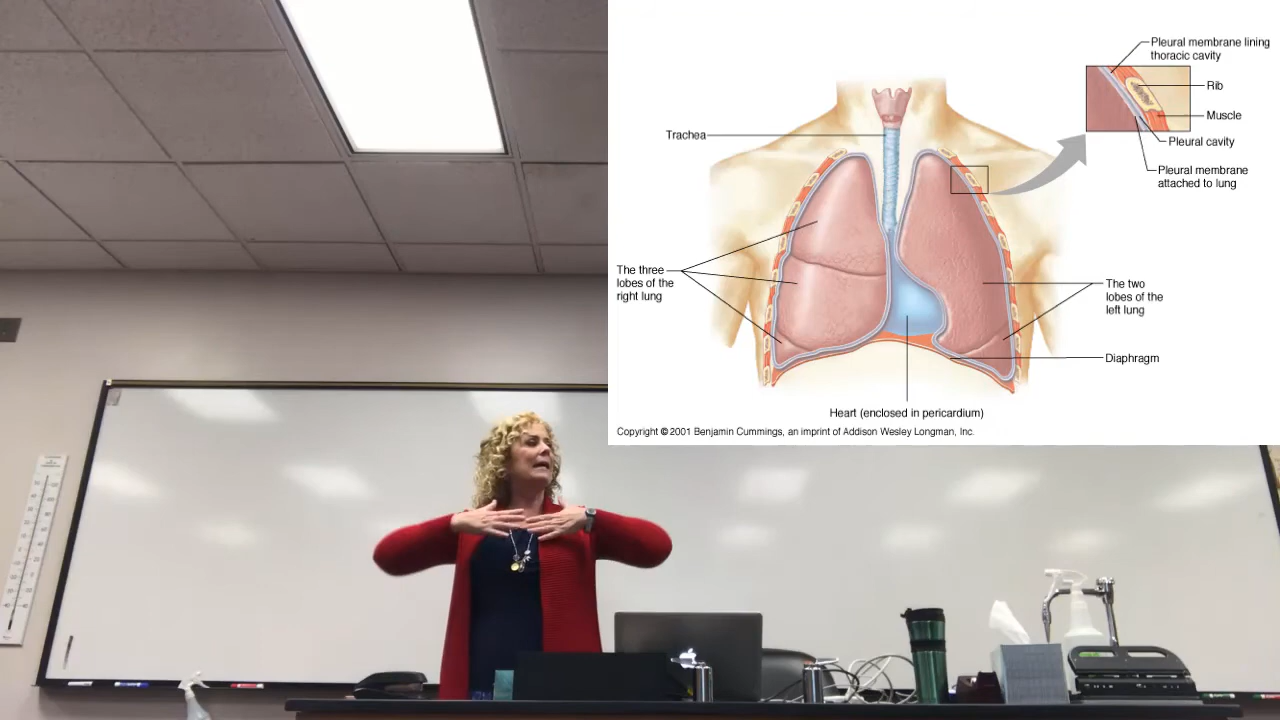 Pleural membrane lining
thoracic cavity
Rib
Muscle
Trachea
Pleural cavity
Pleural membrane
attached to lung
The three
lobes of the
right lung
The two
lobes of the
left lung
Diaphragm
Heart (enclosed in pericardium)
Copyright © 2001 Benjamin Cummings, an imprint of Addison Wesley Longman, Inc.